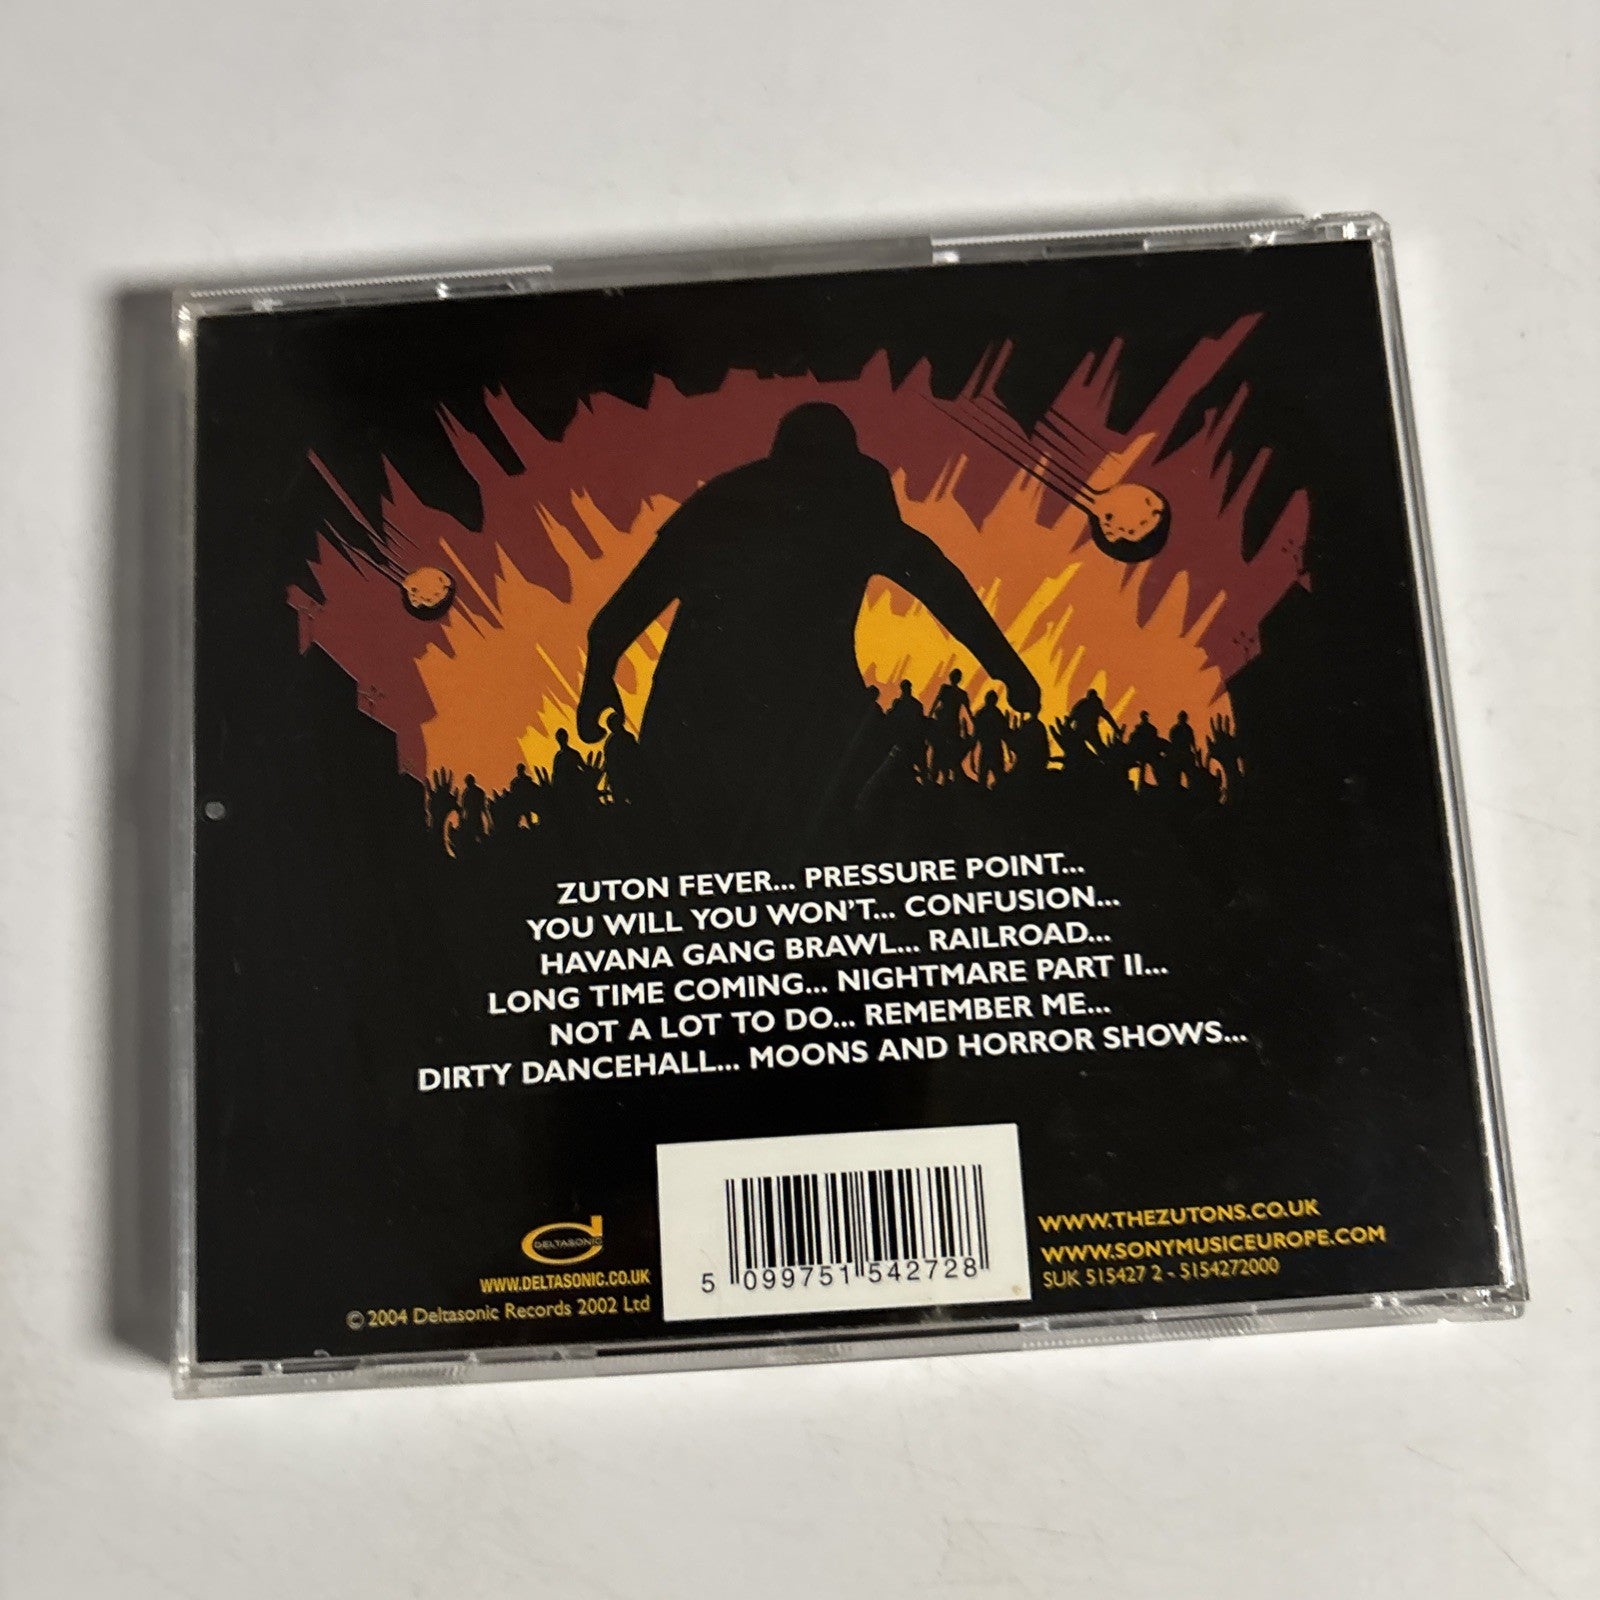 ZUTON FEVER... PRESSURE POINT...
YOU WILL YOU WON'T... CONFUSION...
HAVANA GANG BRAWL... RAILROAD...
LONG TIME COMING... NIGHTMARE PART II...
NOT A LOT TO DO... REMEMBER ME...
DIRTY DANCEHALL... MOONS AND HORROR SHOWS...
DELTASONIC
WWW.DELTASONIC.CO.UK
© 2004 Deltasonic Records 2002 Ltd
5 099751 542728
WWW.THEZUTONS.CO.UK
WWW.SONYMUSICEUROPE.COM
SUK 515427 2 - 5154272000